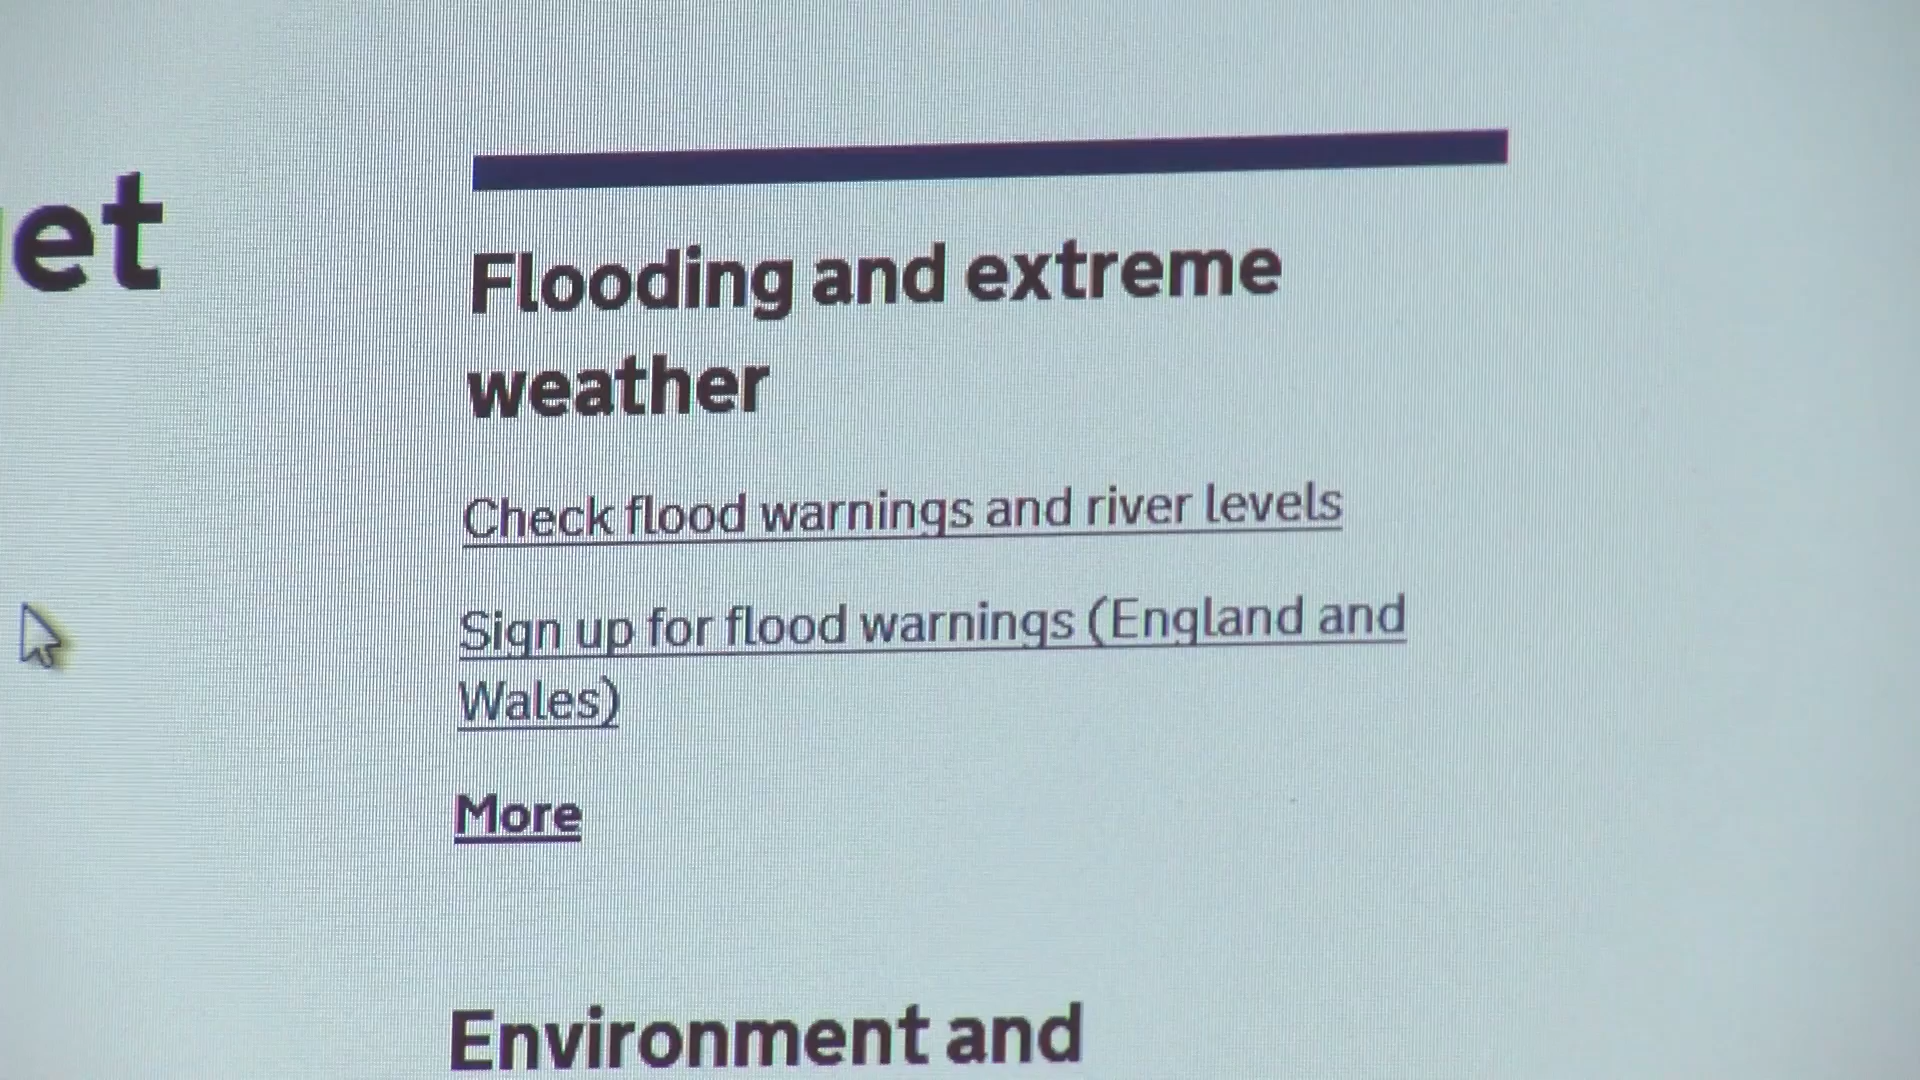 et
Flooding and extreme
weather
Check flood warnings and river levels
Sign up for flood warnings (England and
Wales)
More
Environment and